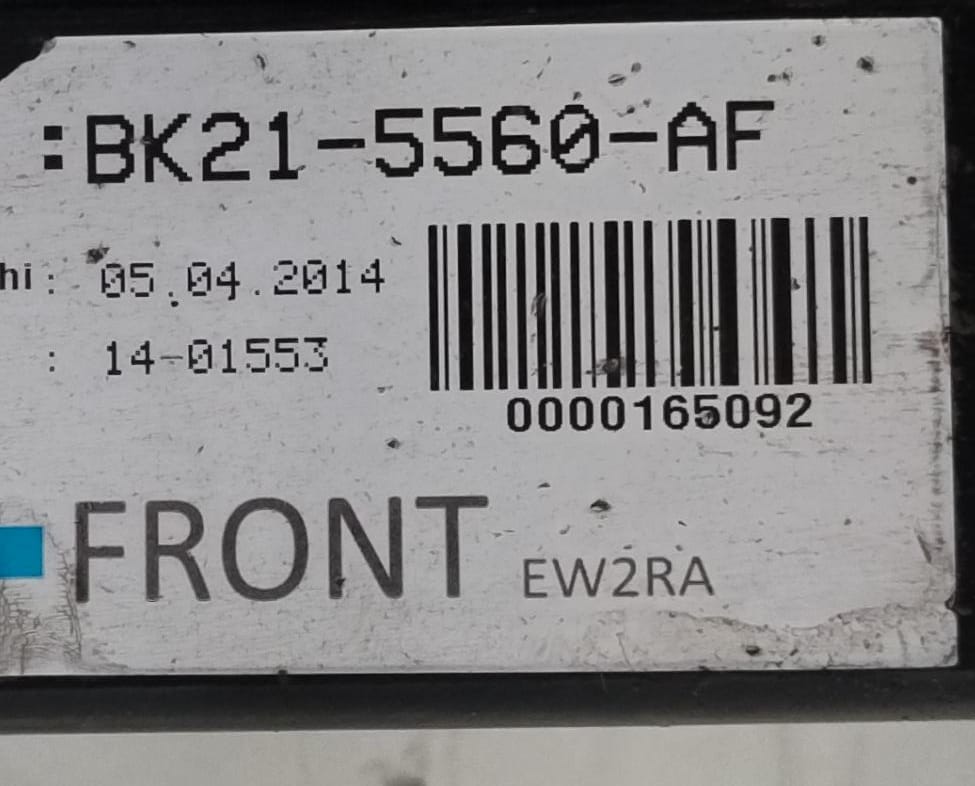 :BK21-5560-AF
hi : 05.04.2014
: 14-01553
0000165092
FRONT EW2RA